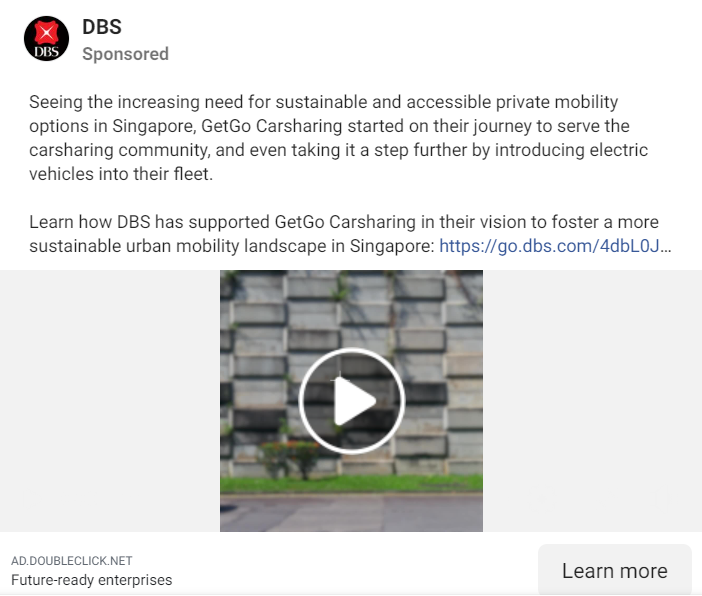 DBS
DBS
Sponsored
Seeing the increasing need for sustainable and accessible private mobility
options in Singapore, GetGo Carsharing started on their journey to serve the
carsharing community, and even taking it a step further by introducing electric
vehicles into their fleet.
Learn how DBS has supported GetGo Carsharing in their vision to foster a more
sustainable urban mobility landscape in Singapore: https://go.dbs.com/4dbL0J...
AD.DOUBLECLICK.NET
Future-ready enterprises
Learn more